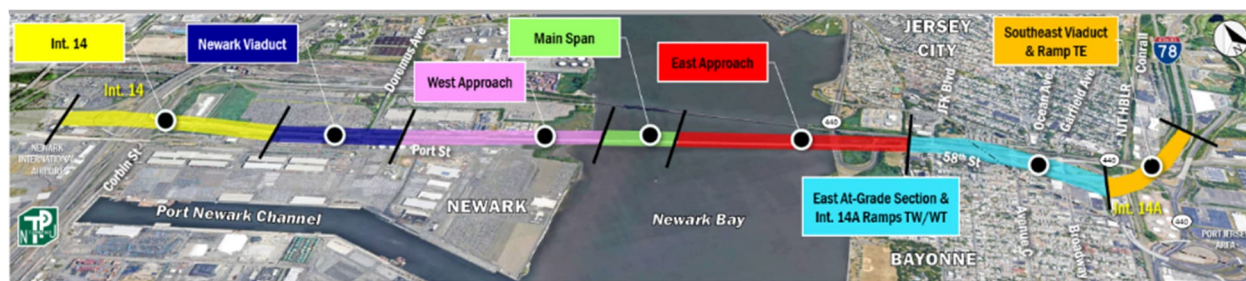 JERSEY
CITY
Int. 14
Newark Viaduct
Doremus Ave
West Approach
Main Span
East Approach
Southeast Viaduct
& Ramp TE
INTERSTATE
78
N
Conrail
NJTHBLR
Garfield Ave
Ocean Ave
JFK Blvd
Int. 14
440
NEWARK
INTERNATIONAL
AIRPORT
Corbin St
Port St
58th St
440
East At-Grade Section &
Int. 14A Ramps TW/WT
Int. 14A
440
Port Newark Channel
NEWARK
Newark Bay
BAYONNE
Avenue C
Broadway
PORT JERSEY
AREA